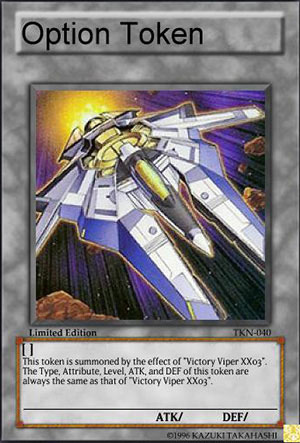 Option Token
Limited Edition TKN-040
[ ]
This token is summoned by the effect of "Victory Viper XX03".
The Type, Attribute, Level, ATK, and DEF of this token are
always the same as that of "Victory Viper XX03".
ATK/ DEF/
©1996 KAZUKI TAKAHASHI